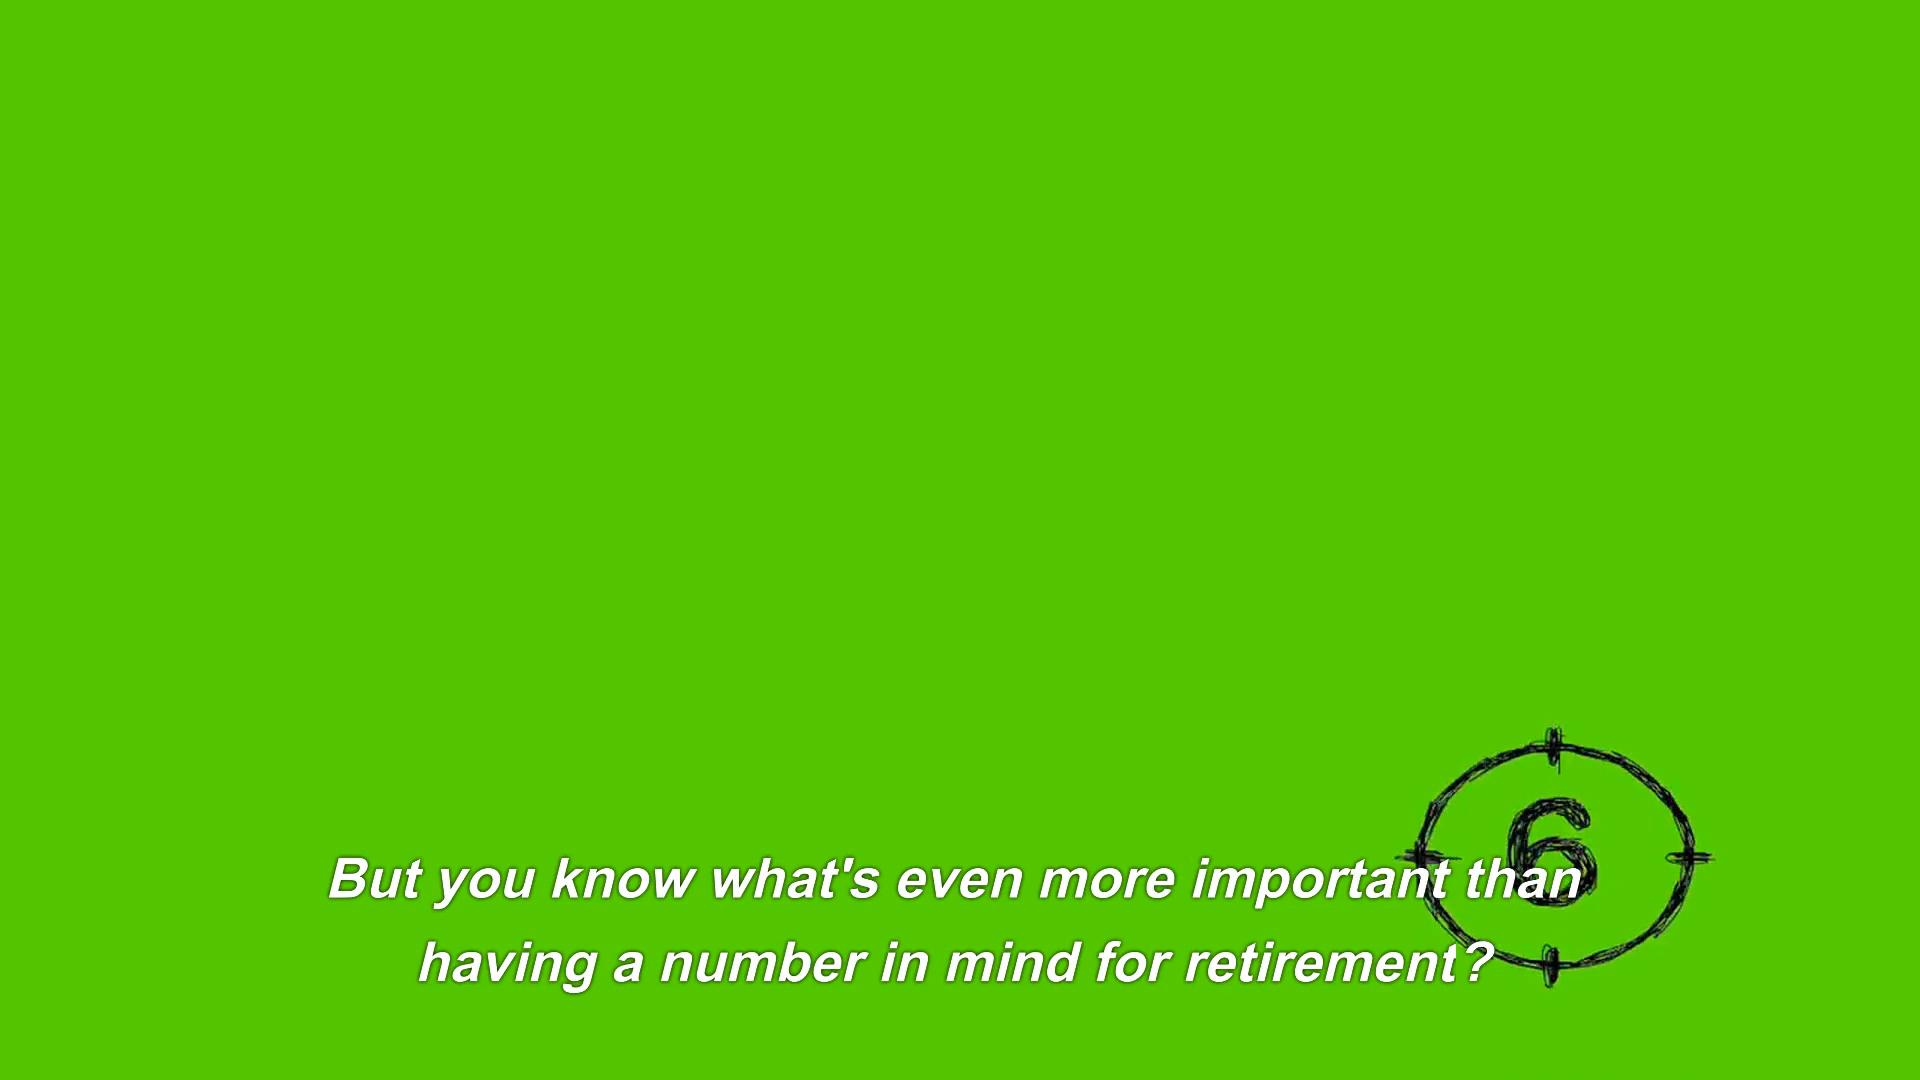 6
But you know what's even more important than
having a number in mind for retirement?